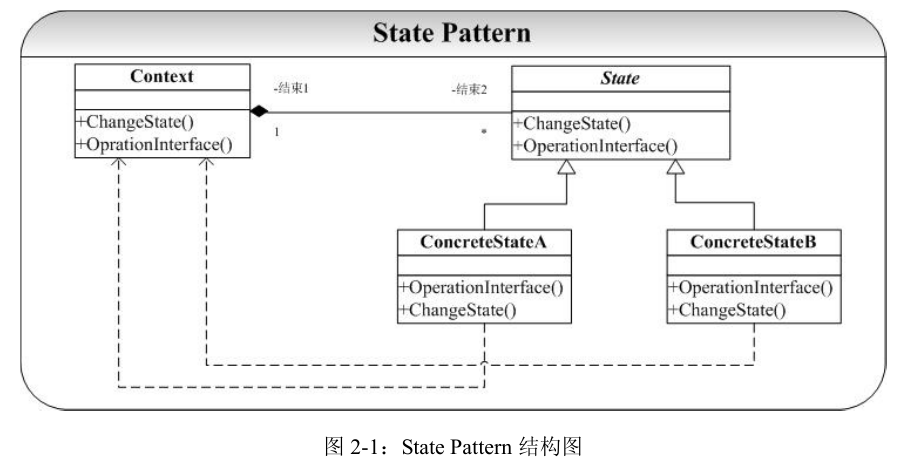 State Pattern
Context
+ChangeState()
+OprationInterface()
-结束1
1
-结束2
*
State
+ChangeState()
+OperationInterface()
ConcreteStateA
+OperationInterface()
+ChangeState()
ConcreteStateB
+OperationInterface()
+ChangeState()
图 2-1：State Pattern 结构图